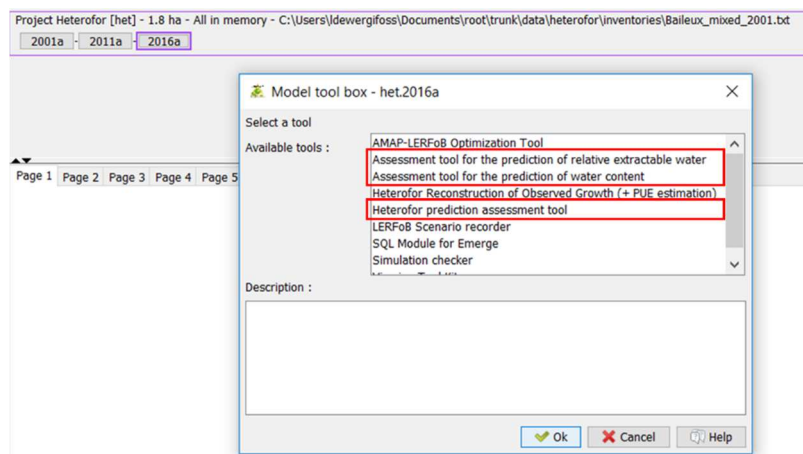 Project Heterofor [het] - 1.8 ha - All in memory - C:\Users\ldewergifoss\Documents\root\trunk\data\heterofor\inventories\Baileux_mixed_2001.txt
2001a - 2011a - 2016a
Model tool box - het.2016a
Select a tool
Available tools :
AMAP-LERFoB Optimization Tool
Assessment tool for the prediction of relative extractable water
Assessment tool for the prediction of water content
Heterofor Reconstruction of Observed Growth (+ PUE estimation)
Heterofor prediction assessment tool
LERFoB Scenario recorder
SQL Module for Emerge
Simulation checker
Page 1 Page 2 Page 3 Page 4 Page 5
Description :
Ok Cancel Help